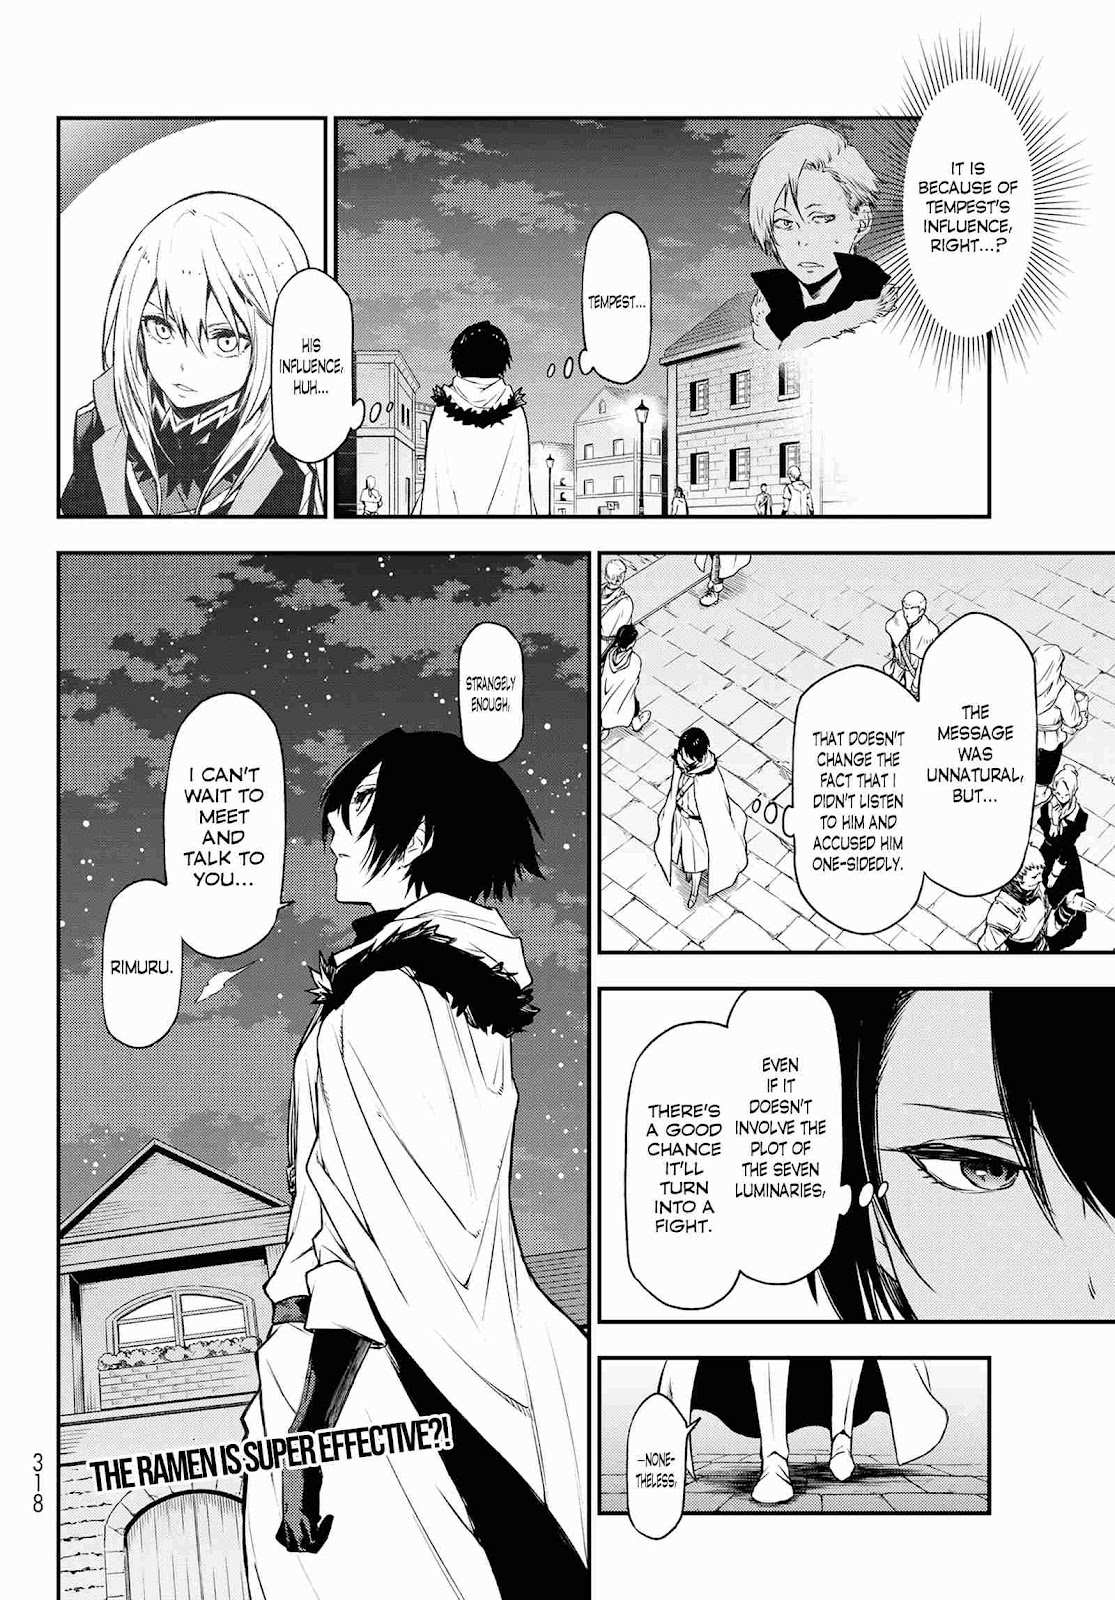 IT IS
BECAUSE OF
TEMPEST'S
INFLUENCE,
RIGHT...?
TEMPEST...
HIS
INFLUENCE,
HUH...
THE
MESSAGE
WAS
UNNATURAL,
BUT...
THAT DOESN'T
CHANGE THE
FACT THAT I
DIDN'T LISTEN
TO HIM AND
ACCUSED HIM
ONE-SIDEDLY.
EVEN
IF IT
DOESN'T
INVOLVE THE
PLOT OF
THE SEVEN
LUMINARIES,
THERE'S
A GOOD
CHANCE
IT'LL
TURN
INTO A
FIGHT.
—NONE-
THELESS,
STRANGELY
ENOUGH,
I CAN'T
WAIT TO
MEET
AND
TALK TO
YOU...
RIMURU.
THE RAMEN IS SUPER EFFECTIVE?!
318